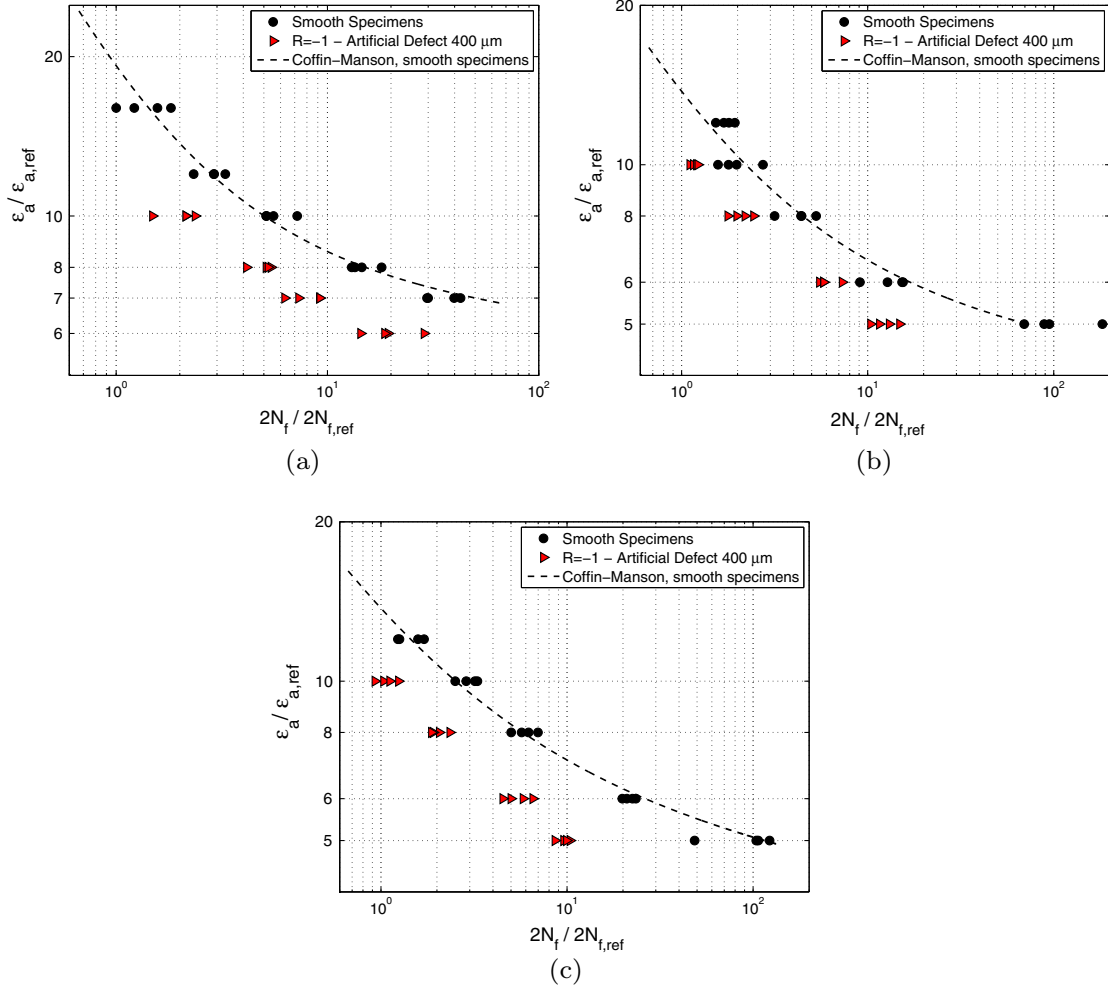 Smooth Specimens
R=−1 − Artificial Defect 400 μm
Coffin−Manson, smooth specimens
20
10
8
7
6
ε_a / ε_a,ref
10^0
10^1
10^2
2N_f / 2N_f,ref
(a)
Smooth Specimens
R=−1 − Artificial Defect 400 μm
Coffin−Manson, smooth specimens
20
10
8
6
5
ε_a / ε_a,ref
10^0
10^1
10^2
2N_f / 2N_f,ref
(b)
Smooth Specimens
R=−1 − Artificial Defect 400 μm
Coffin−Manson, smooth specimens
20
10
8
6
5
ε_a / ε_a,ref
10^0
10^1
10^2
2N_f / 2N_f,ref
(c)